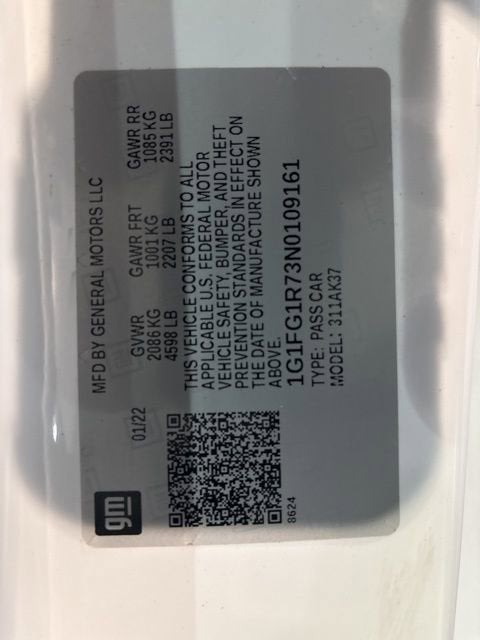 gm
MFD BY GENERAL MOTORS LLC
01/22
GVWR GAWR FRT GAWR RR
2086 KG 1001 KG 1085 KG
4598 LB 2207 LB 2391 LB
THIS VEHICLE CONFORMS TO ALL
APPLICABLE U.S. FEDERAL MOTOR
VEHICLE SAFETY, BUMPER, AND THEFT
PREVENTION STANDARDS IN EFFECT ON
THE DATE OF MANUFACTURE SHOWN
ABOVE.
1G1FG1R73N0109161
TYPE: PASS CAR
MODEL: 311AK37
8624